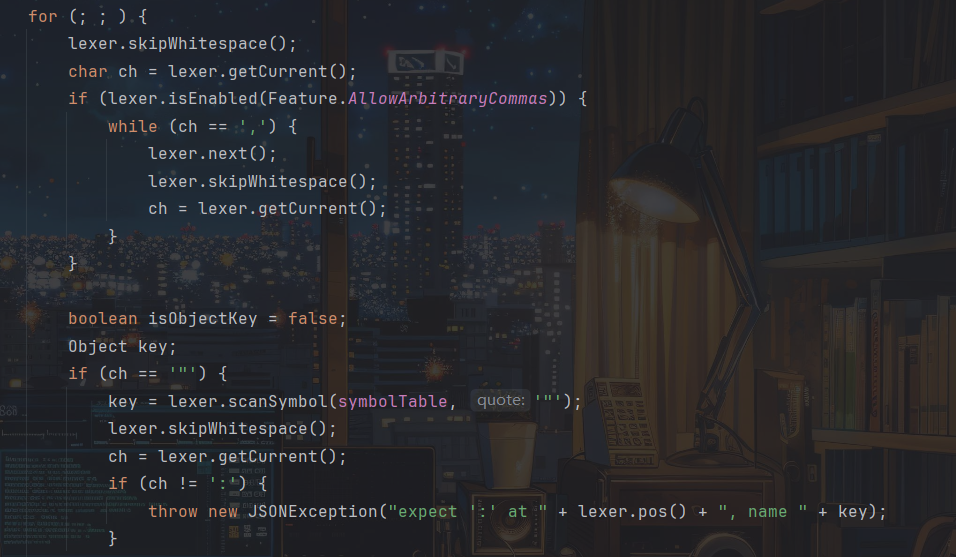 for (; ; ) {
lexer.skipWhitespace();
char ch = lexer.getCurrent();
if (lexer.isEnabled(Feature.AllowArbitraryCommas)) {
while (ch == ',') {
lexer.next();
lexer.skipWhitespace();
ch = lexer.getCurrent();
}
}
boolean isObjectKey = false;
Object key;
if (ch == '"') {
key = lexer.scanSymbol(symbolTable, quote: '"');
lexer.skipWhitespace();
ch = lexer.getCurrent();
if (ch != ':') {
throw new JSONException("expect ':' at " + lexer.pos() + ", name " + key);
}